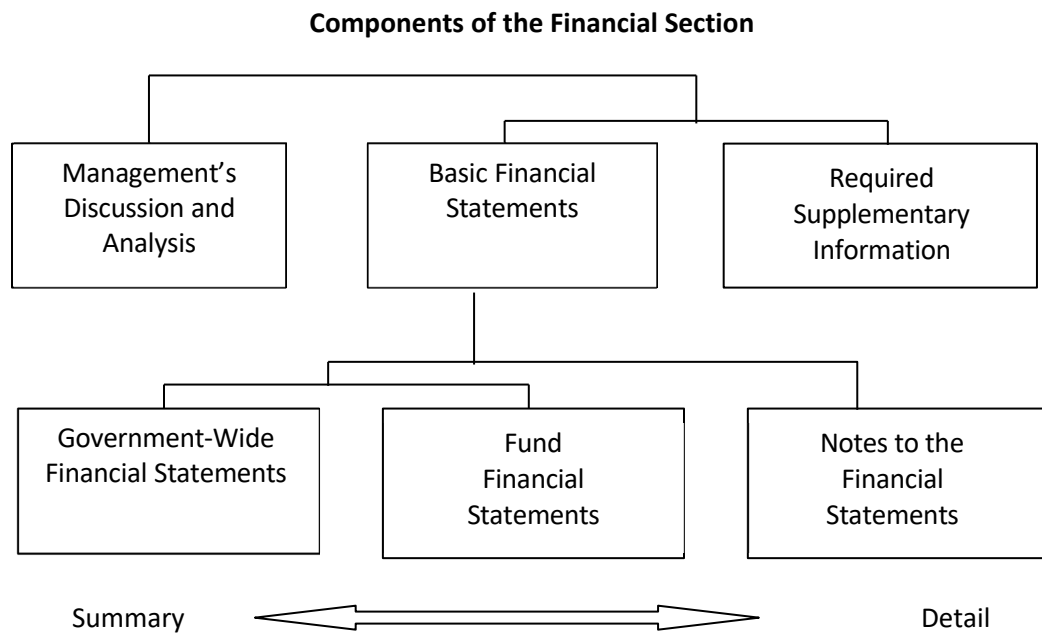 Components of the Financial Section
Management’s
Discussion and
Analysis
Basic Financial
Statements
Required
Supplementary
Information
Government-Wide
Financial Statements
Fund
Financial
Statements
Notes to the
Financial
Statements
Summary
Detail